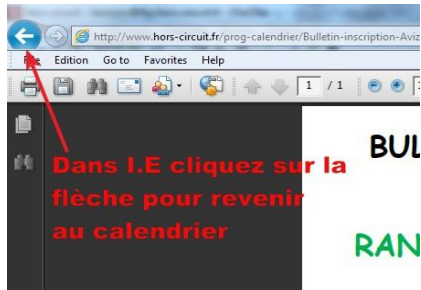 http://www.hors-circuit.fr/prog-calendrier/Bulletin-inscription-Aviz
File Edition Go to Favorites Help
1 / 1
BUL
Dans I.E cliquez sur la
flèche pour revenir
au calendrier
RAN